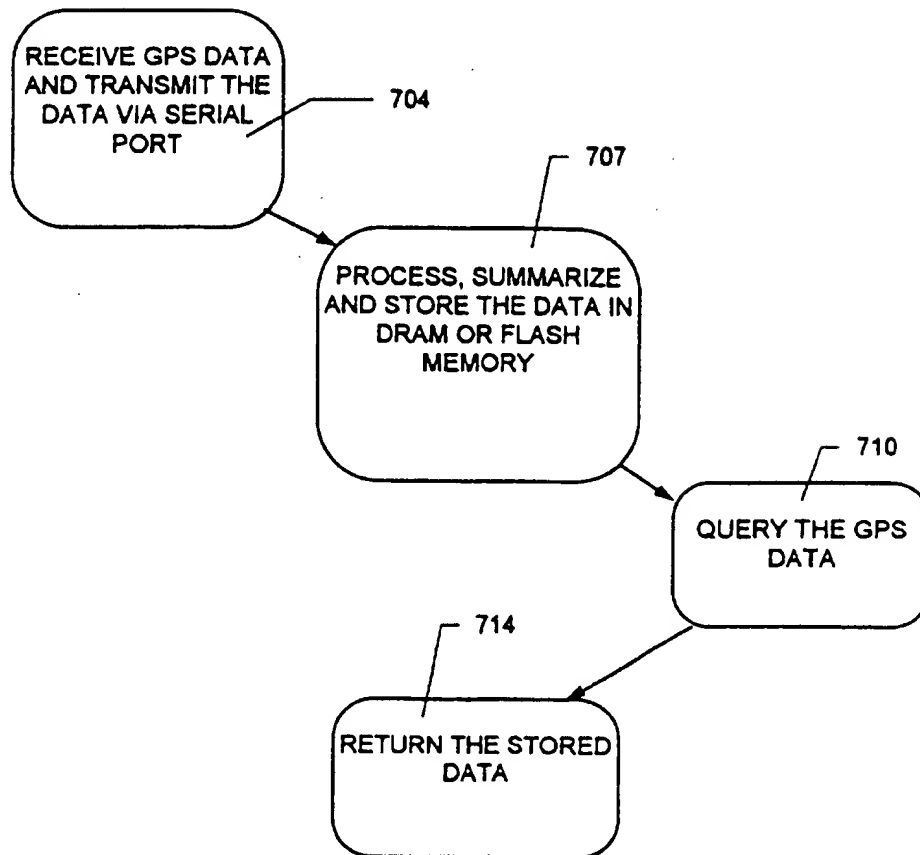 RECEIVE GPS DATA
AND TRANSMIT THE
DATA VIA SERIAL
PORT
704
707
PROCESS, SUMMARIZE
AND STORE THE DATA IN
DRAM OR FLASH
MEMORY
710
QUERY THE GPS
DATA
714
RETURN THE STORED
DATA